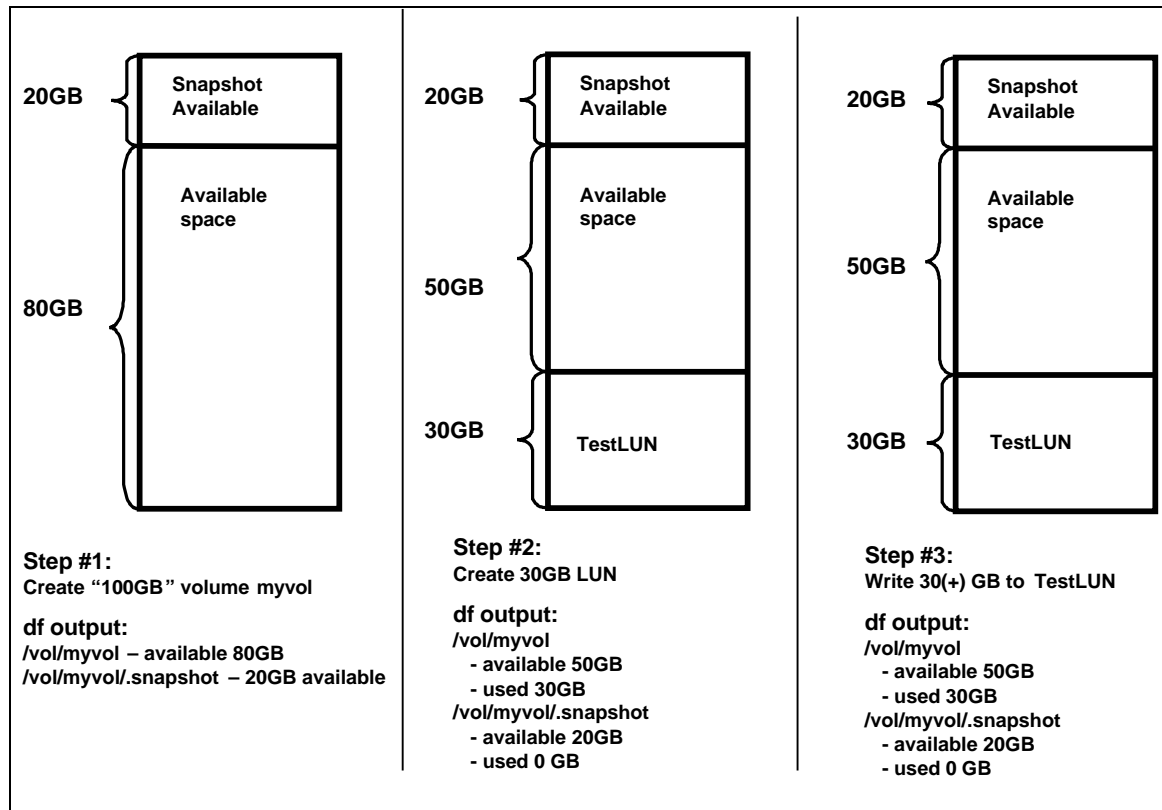 20GB
Snapshot
Available
Available
space
80GB
Step #1:
Create “100GB” volume myvol
df output:
/vol/myvol – available 80GB
/vol/myvol/.snapshot – 20GB available
20GB
Snapshot
Available
Available
space
50GB
30GB
TestLUN
Step #2:
Create 30GB LUN
df output:
/vol/myvol
- available 50GB
- used 30GB
/vol/myvol/.snapshot
- available 20GB
- used 0 GB
20GB
Snapshot
Available
Available
space
50GB
30GB
TestLUN
Step #3:
Write 30(+) GB to TestLUN
df output:
/vol/myvol
- available 50GB
- used 30GB
/vol/myvol/.snapshot
- available 20GB
- used 0 GB